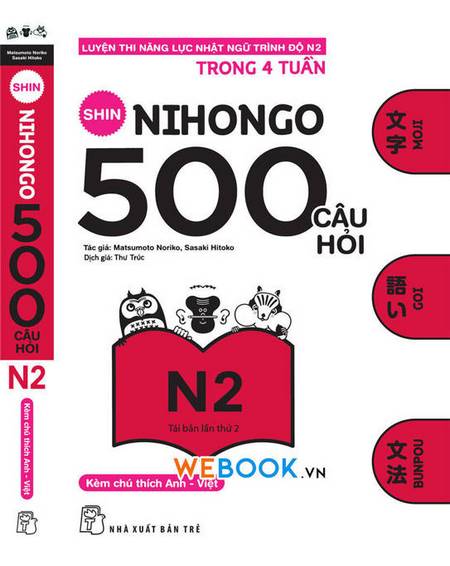 Matsumoto Noriko
Sasaki Hitoko
SHIN
NIHONGO
500
CÂU
HỎI
N2
Kèm chú thích Anh - Việt
LUYỆN THI NĂNG LỰC NHẬT NGỮ TRÌNH ĐỘ N2
TRONG 4 TUẦN
SHIN
NIHONGO
500
CÂU
HỎI
Tác giả: Matsumoto Noriko, Sasaki Hitoko
Dịch giả: Thư Trúc
N2
Tái bản lần thứ 2
WEBOOK.VN
Kèm chú thích Anh - Việt
NHÀ XUẤT BẢN TRẺ
文字
MOJI
語い
GOI
文法
BUNPOU